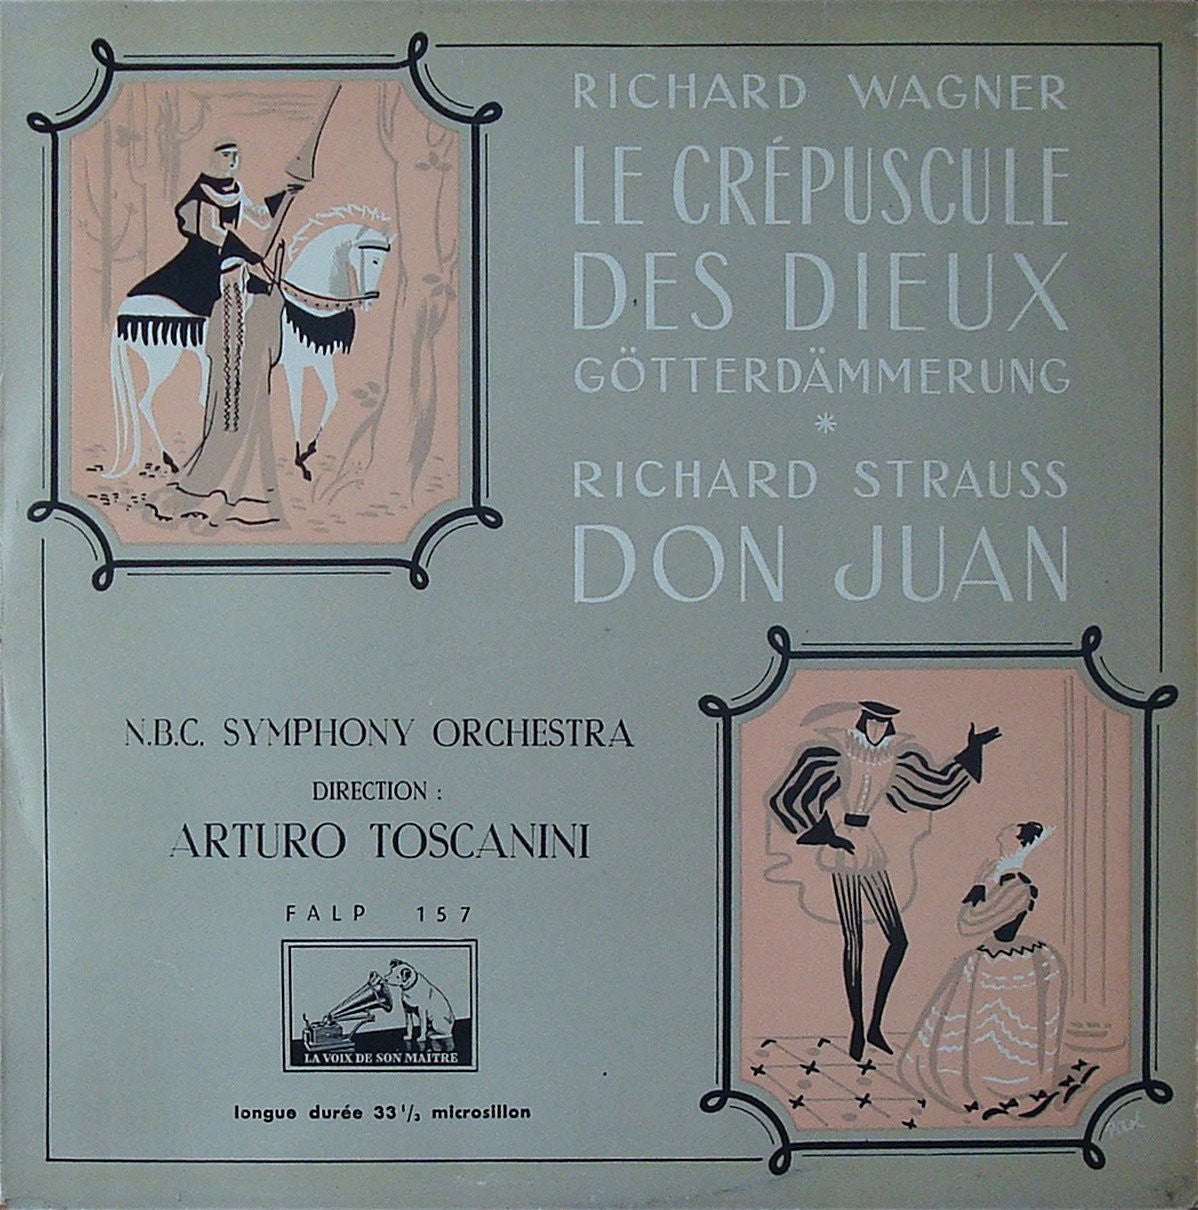 RICHARD WAGNER
LE CRÉPUSCULE
DES DIEUX
GÖTTERDÄMMERUNG
*
RICHARD STRAUSS
DON JUAN
N.B.C. SYMPHONY ORCHESTRA
DIRECTION :
ARTURO TOSCANINI
FALP 157
LA VOIX DE SON MAÎTRE
longue durée 33 1/3 microsillon